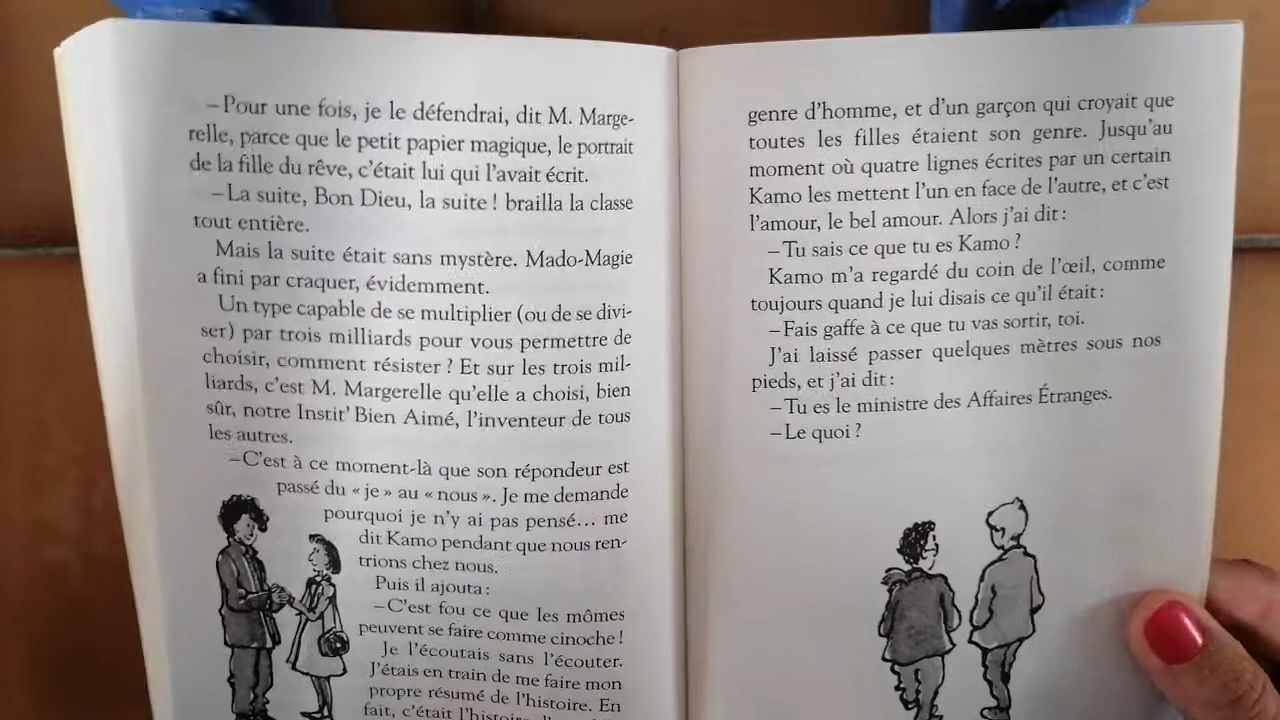 – Pour une fois, je le défendrai, dit M. Marge-
relle, parce que le petit papier magique, le portrait
de la fille du rêve, c'était lui qui l'avait écrit.
– La suite, Bon Dieu, la suite ! brailla la classe
tout entière.
Mais la suite était sans mystère. Mado-Magie
a fini par craquer, évidemment.
Un type capable de se multiplier (ou de se divi-
ser) par trois milliards pour vous permettre de
choisir, comment résister ? Et sur les trois mil-
liards, c'est M. Margerelle qu'elle a choisi, bien
sûr, notre Instit' Bien Aimé, l'inventeur de tous
les autres.
– C'est à ce moment-là que son répondeur est
passé du « je » au « nous ». Je me demande
pourquoi je n'y ai pas pensé... me
dit Kamo pendant que nous ren-
trions chez nous.
Puis il ajouta :
– C'est fou ce que les mômes
peuvent se faire comme cinoche !
Je l'écoutais sans l'écouter.
J'étais en train de me faire mon
propre résumé de l'histoire. En
fait, c'était l'histoire
genre d'homme, et d'un garçon qui croyait que
toutes les filles étaient son genre. Jusqu'au
moment où quatre lignes écrites par un certain
Kamo les mettent l'un en face de l'autre, et c'est
l'amour, le bel amour. Alors j'ai dit :
– Tu sais ce que tu es Kamo ?
Kamo m'a regardé du coin de l'œil, comme
toujours quand je lui disais ce qu'il était :
– Fais gaffe à ce que tu vas sortir, toi.
J'ai laissé passer quelques mètres sous nos
pieds, et j'ai dit :
– Tu es le ministre des Affaires Étranges.
– Le quoi ?